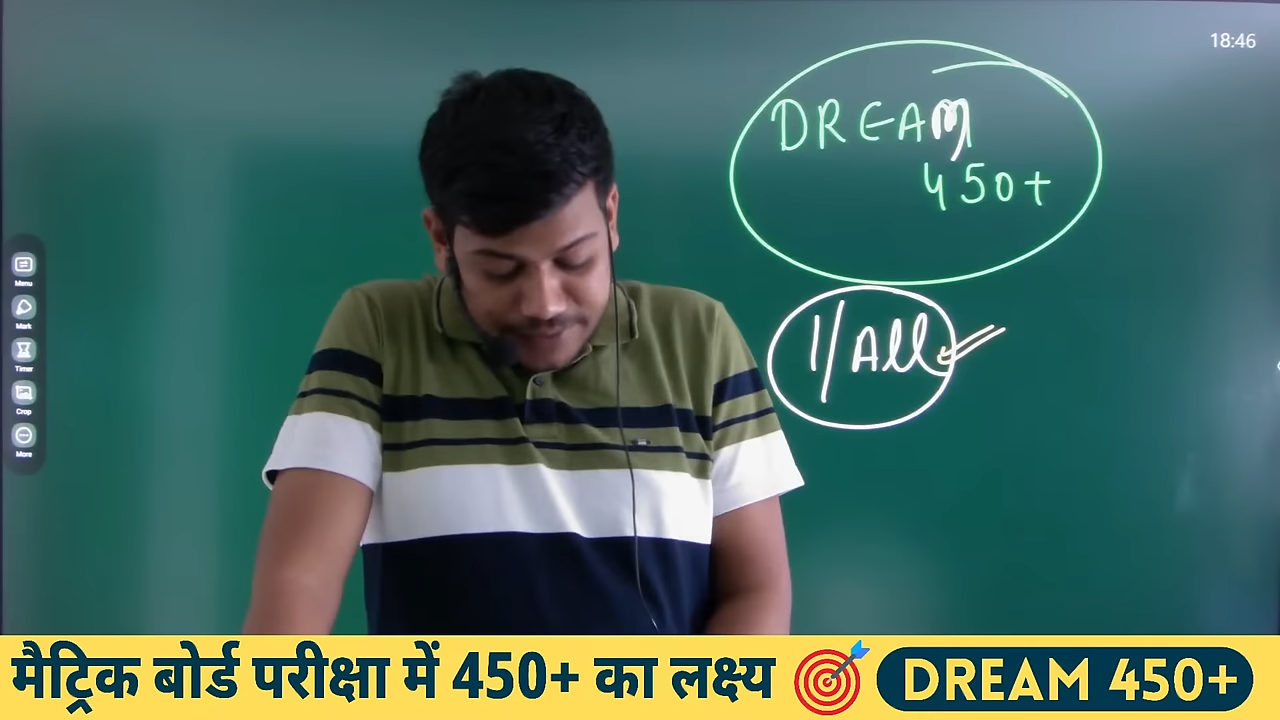 18:46
DREAM
450+
1/All
Menu
Mark
Timer
Crop
More
मैट्रिक बोर्ड परीक्षा में 450+ का लक्ष्य DREAM 450+